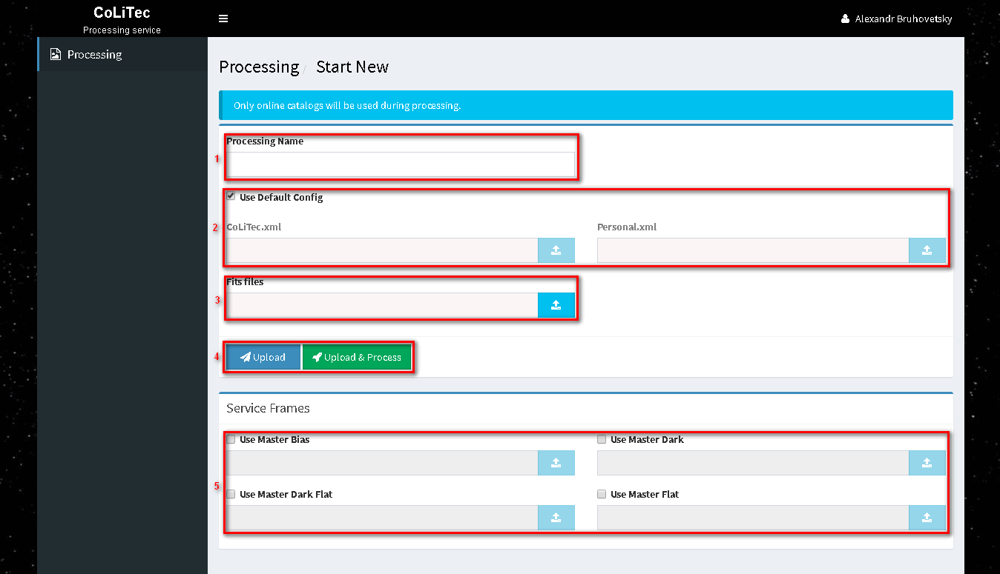 CoLiTec
Processing service
Alexandr Bruhovetsky
Processing
Processing / Start New
Only online catalogs will be used during processing.
1
Processing Name
2
Use Default Config
CoLiTec.xml
Personal.xml
3
Fits files
4
Upload
Upload & Process
Service Frames
5
Use Master Bias
Use Master Dark
Use Master Dark Flat
Use Master Flat